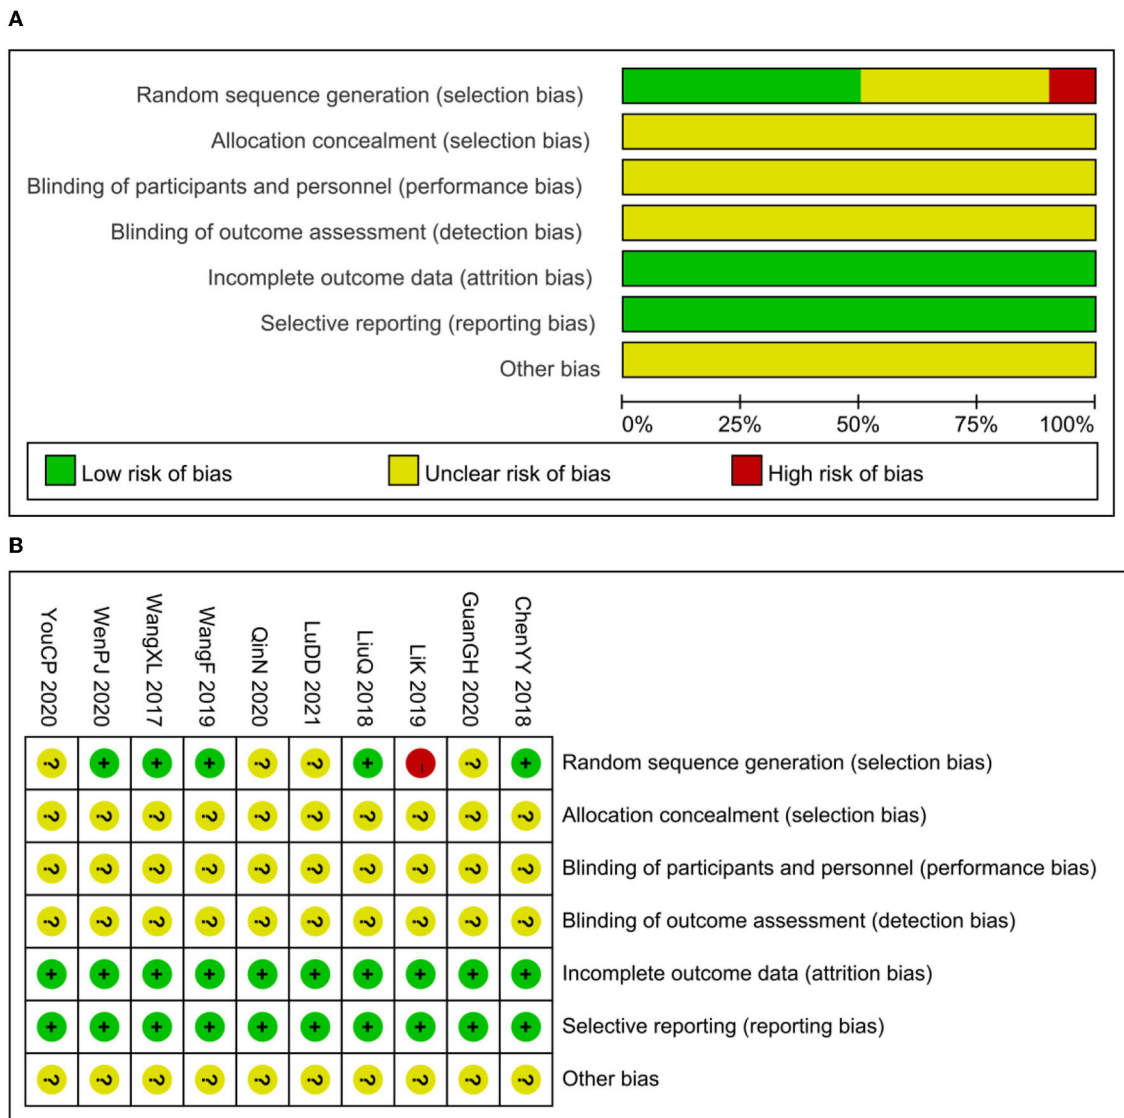 A
Random sequence generation (selection bias)
Allocation concealment (selection bias)
Blinding of participants and personnel (performance bias)
Blinding of outcome assessment (detection bias)
Incomplete outcome data (attrition bias)
Selective reporting (reporting bias)
Other bias
0% 25% 50% 75% 100%
Low risk of bias Unclear risk of bias High risk of bias
B
YouCP 2020
WenPJ 2020
WangXL 2017
WangF 2019
QinN 2020
LuDD 2021
LiuQ 2018
LiK 2019
GuanGH 2020
ChenYY 2018
? + + + ? ? + – ? + Random sequence generation (selection bias)
? ? ? ? ? ? ? ? ? ? Allocation concealment (selection bias)
? ? ? ? ? ? ? ? ? ? Blinding of participants and personnel (performance bias)
? ? ? ? ? ? ? ? ? ? Blinding of outcome assessment (detection bias)
+ + + + + + + + + + Incomplete outcome data (attrition bias)
+ + + + + + + + + + Selective reporting (reporting bias)
? ? ? ? ? ? ? ? ? ? Other bias